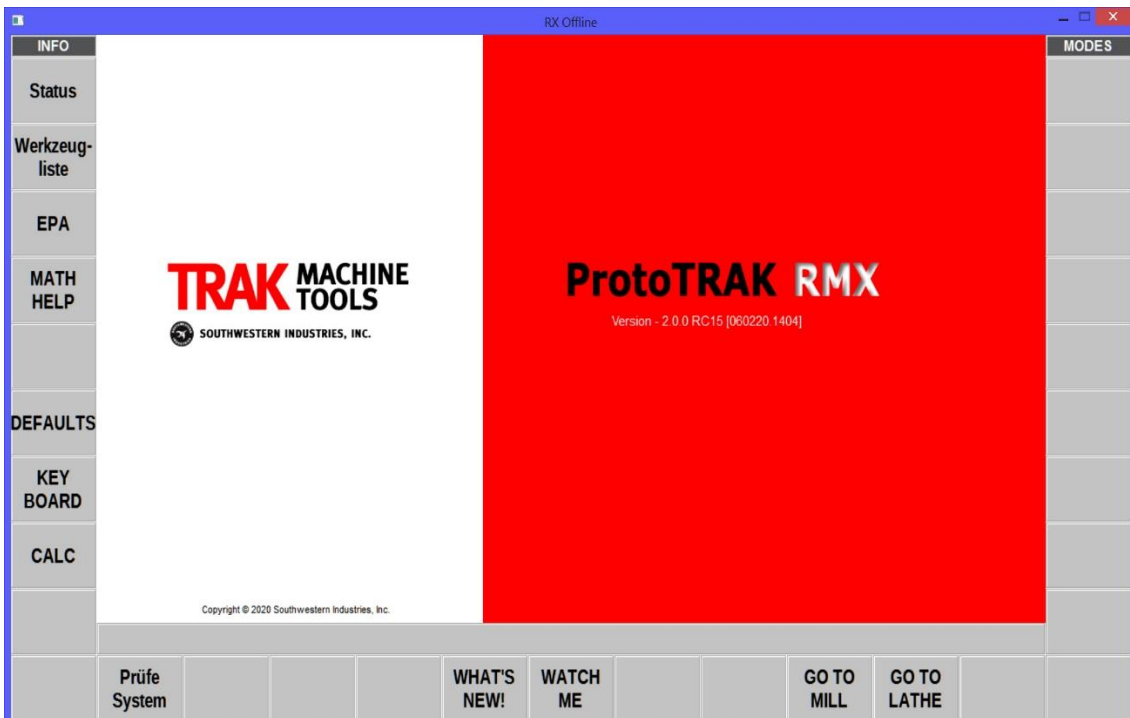 RX Offline
INFO
MODES
Status
Werkzeug-
liste
EPA
MATH
HELP
DEFAULTS
KEY
BOARD
CALC
TRAK MACHINE
TOOLS
SOUTHWESTERN INDUSTRIES, INC.
Copyright © 2020 Southwestern Industries, Inc.
ProtoTRAK RMX
Version - 2.0.0 RC15 [060220.1404]
Prüfe
System
WHAT'S
NEW!
WATCH
ME
GO TO
MILL
GO TO
LATHE